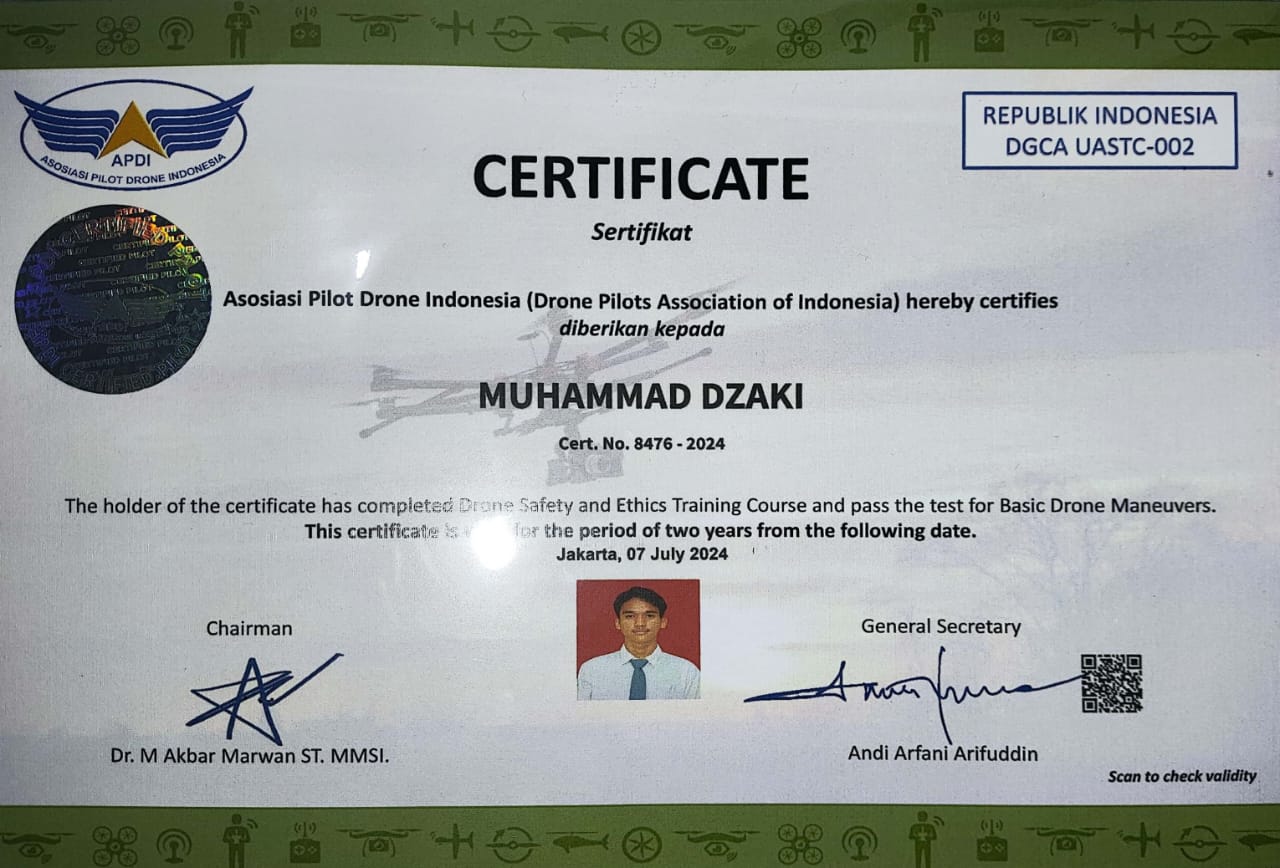 APDI
ASOSIASI PILOT DRONE INDONESIA
REPUBLIK INDONESIA
DGCA UASTC-002
CERTIFICATE
Sertifikat
CERTIFIED PILOT
Asosiasi Pilot Drone Indonesia (Drone Pilots Association of Indonesia) hereby certifies
diberikan kepada
MUHAMMAD DZAKI
Cert. No. 8476 - 2024
The holder of the certificate has completed Drone Safety and Ethics Training Course and pass the test for Basic Drone Maneuvers.
This certificate is for the period of two years from the following date.
Jakarta, 07 July 2024
Chairman
General Secretary
Dr. M Akbar Marwan ST. MMSI.
Andi Arfani Arifuddin
Scan to check validity